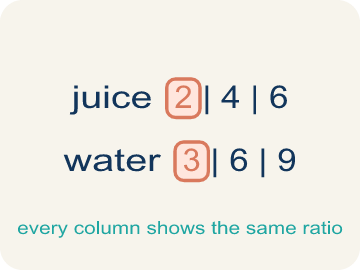 juice 2 | 4 | 6
water 3 | 6 | 9
every column shows the same ratio